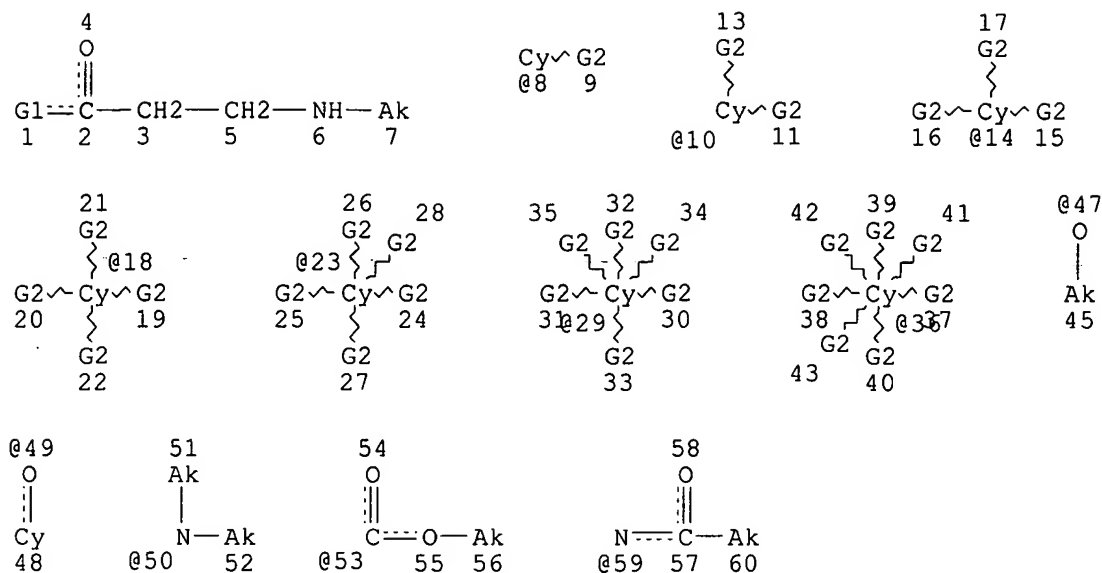 4 13 17
O G2 G2
Cy G2
@8 9
G1 C CH2 CH2 NH Ak Cy G2 G2 Cy G2
1 2 3 5 6 7 @10 11 16 @14 15
21 26 28 35 32 34 42 39 41 @47
G2 G2 G2 G2 G2 G2 G2 G2 G2 O
@18 @23
G2 Cy G2 G2 Cy G2 G2 Cy G2 G2 Cy G2 Ak
20 19 25 24 31 @29 30 38 @36 37 45
G2 G2 G2 G2 G2
22 27 33 43 40
@49 51 54 58
O Ak O O
Cy N Ak C O Ak N C Ak
48 @50 52 @53 55 56 @59 57 60